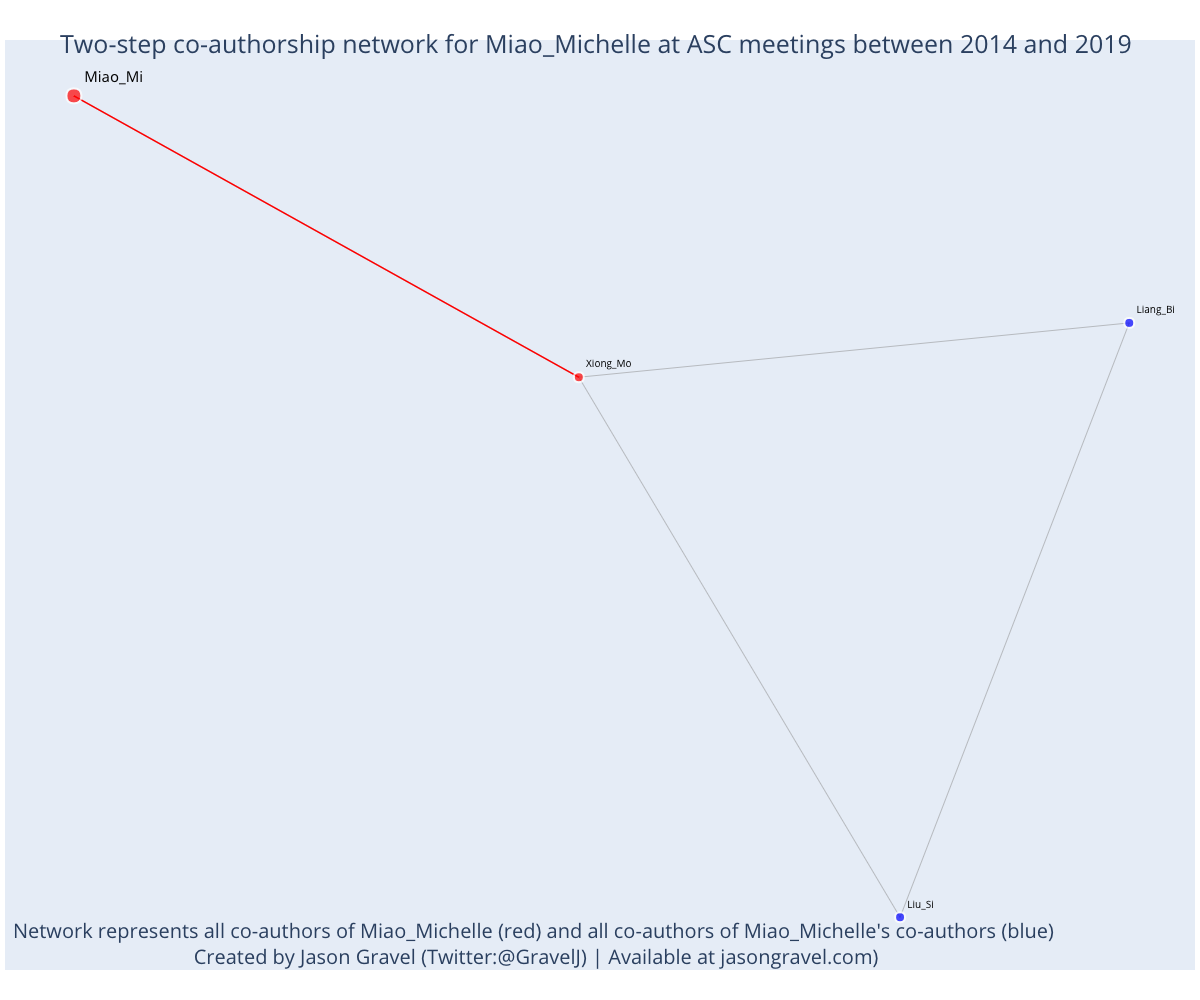 Two-step co-authorship network for Miao_Michelle at ASC meetings between 2014 and 2019
Miao_Mi
Liang_Bi
Xiong_Mo
Liu_Si
Network represents all co-authors of Miao_Michelle (red) and all co-authors of Miao_Michelle's co-authors (blue)
Created by Jason Gravel (Twitter:@GravelJ) | Available at jasongravel.com)